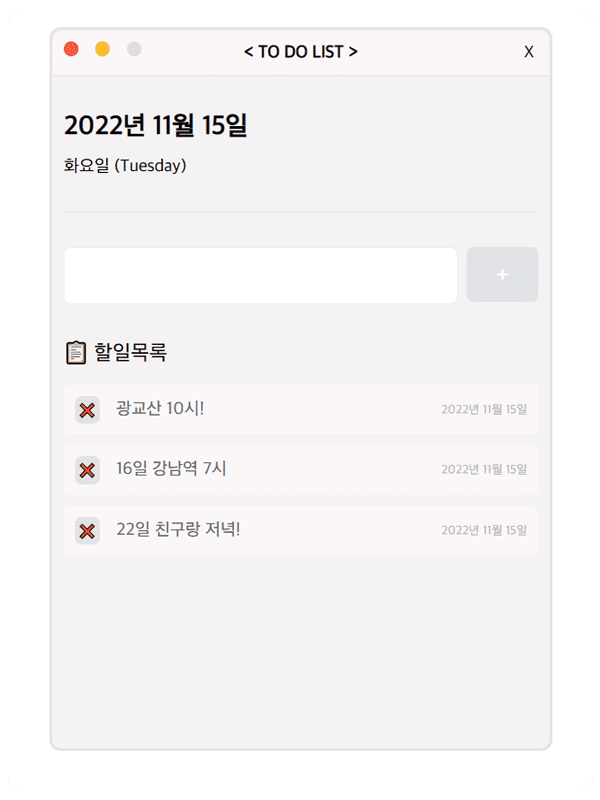 < TO DO LIST >
X
2022년 11월 15일
화요일 (Tuesday)
+
📋 할일목록
❌ 광교산 10시! 2022년 11월 15일
❌ 16일 강남역 7시 2022년 11월 15일
❌ 22일 친구랑 저녁! 2022년 11월 15일